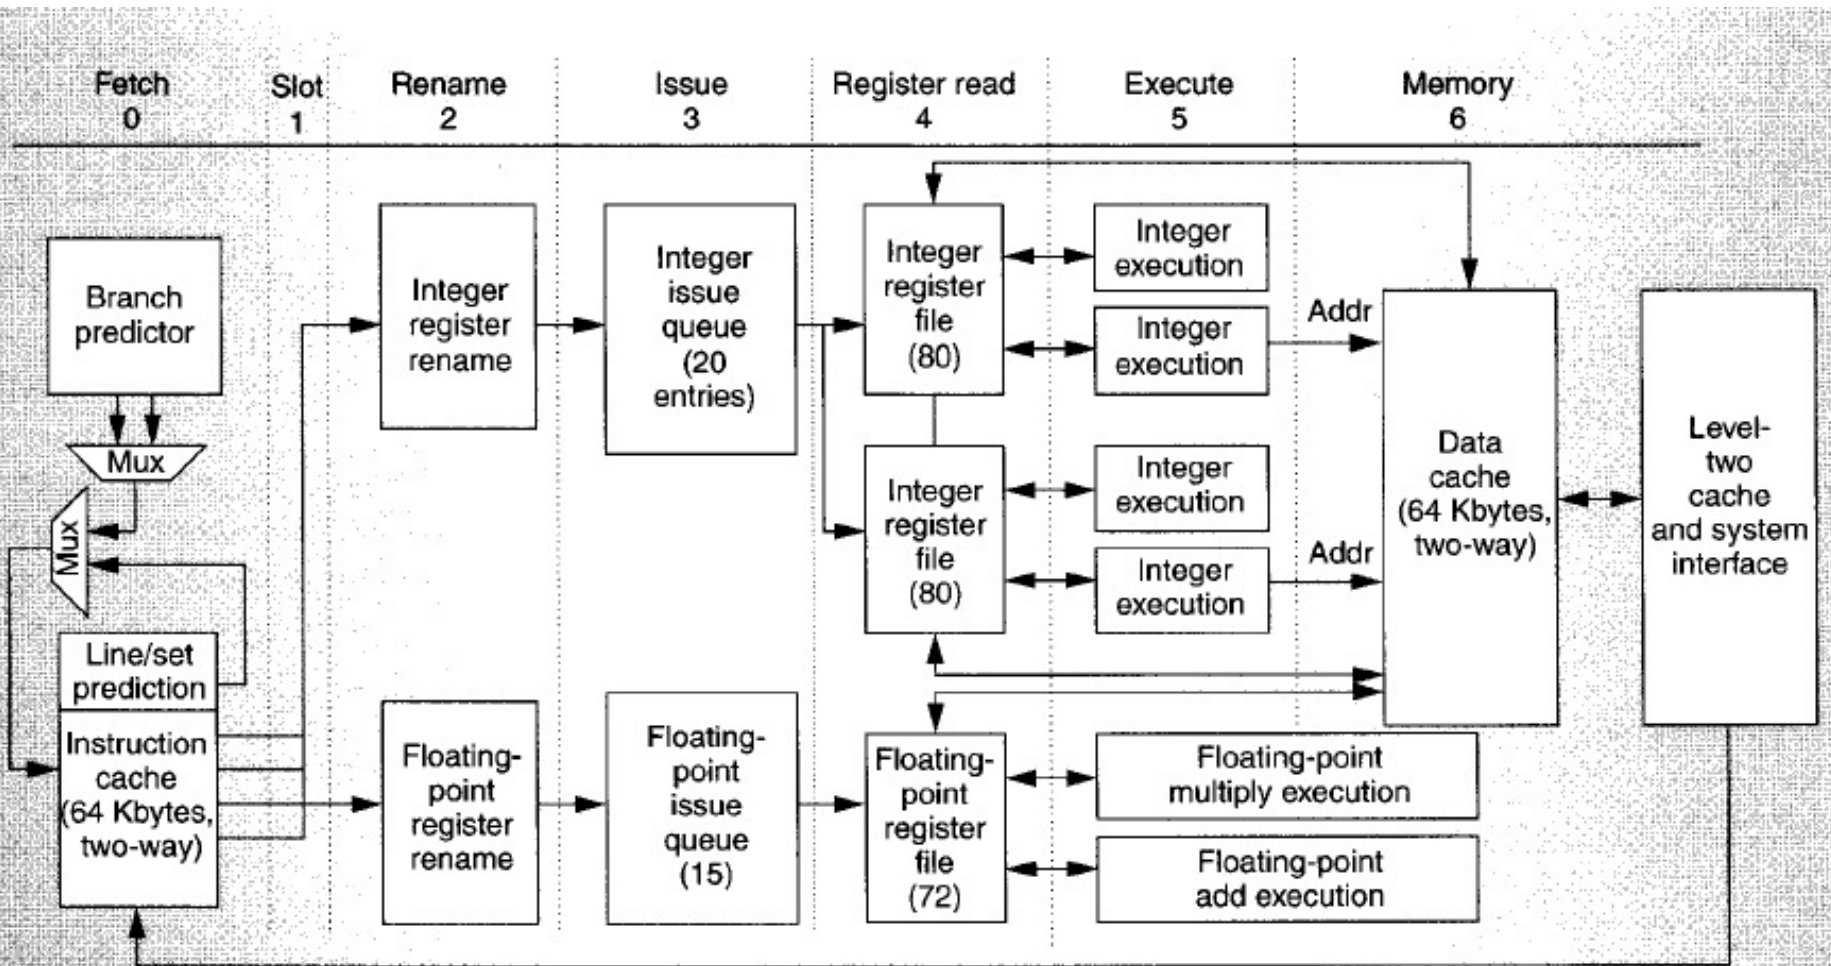 Fetch
0
Slot
1
Rename
2
Issue
3
Register read
4
Execute
5
Memory
6
Branch
predictor
Mux
Mux
Line/set
prediction
Instruction
cache
(64 Kbytes,
two-way)
Integer
register
rename
Floating-
point
register
rename
Integer
issue
queue
(20
entries)
Floating-
point
issue
queue
(15)
Integer
register
file
(80)
Integer
register
file
(80)
Floating-
point
register
file
(72)
Integer
execution
Integer
execution
Integer
execution
Integer
execution
Floating-point
multiply execution
Floating-point
add execution
Addr
Addr
Data
cache
(64 Kbytes,
two-way)
Level-
two
cache
and system
interface